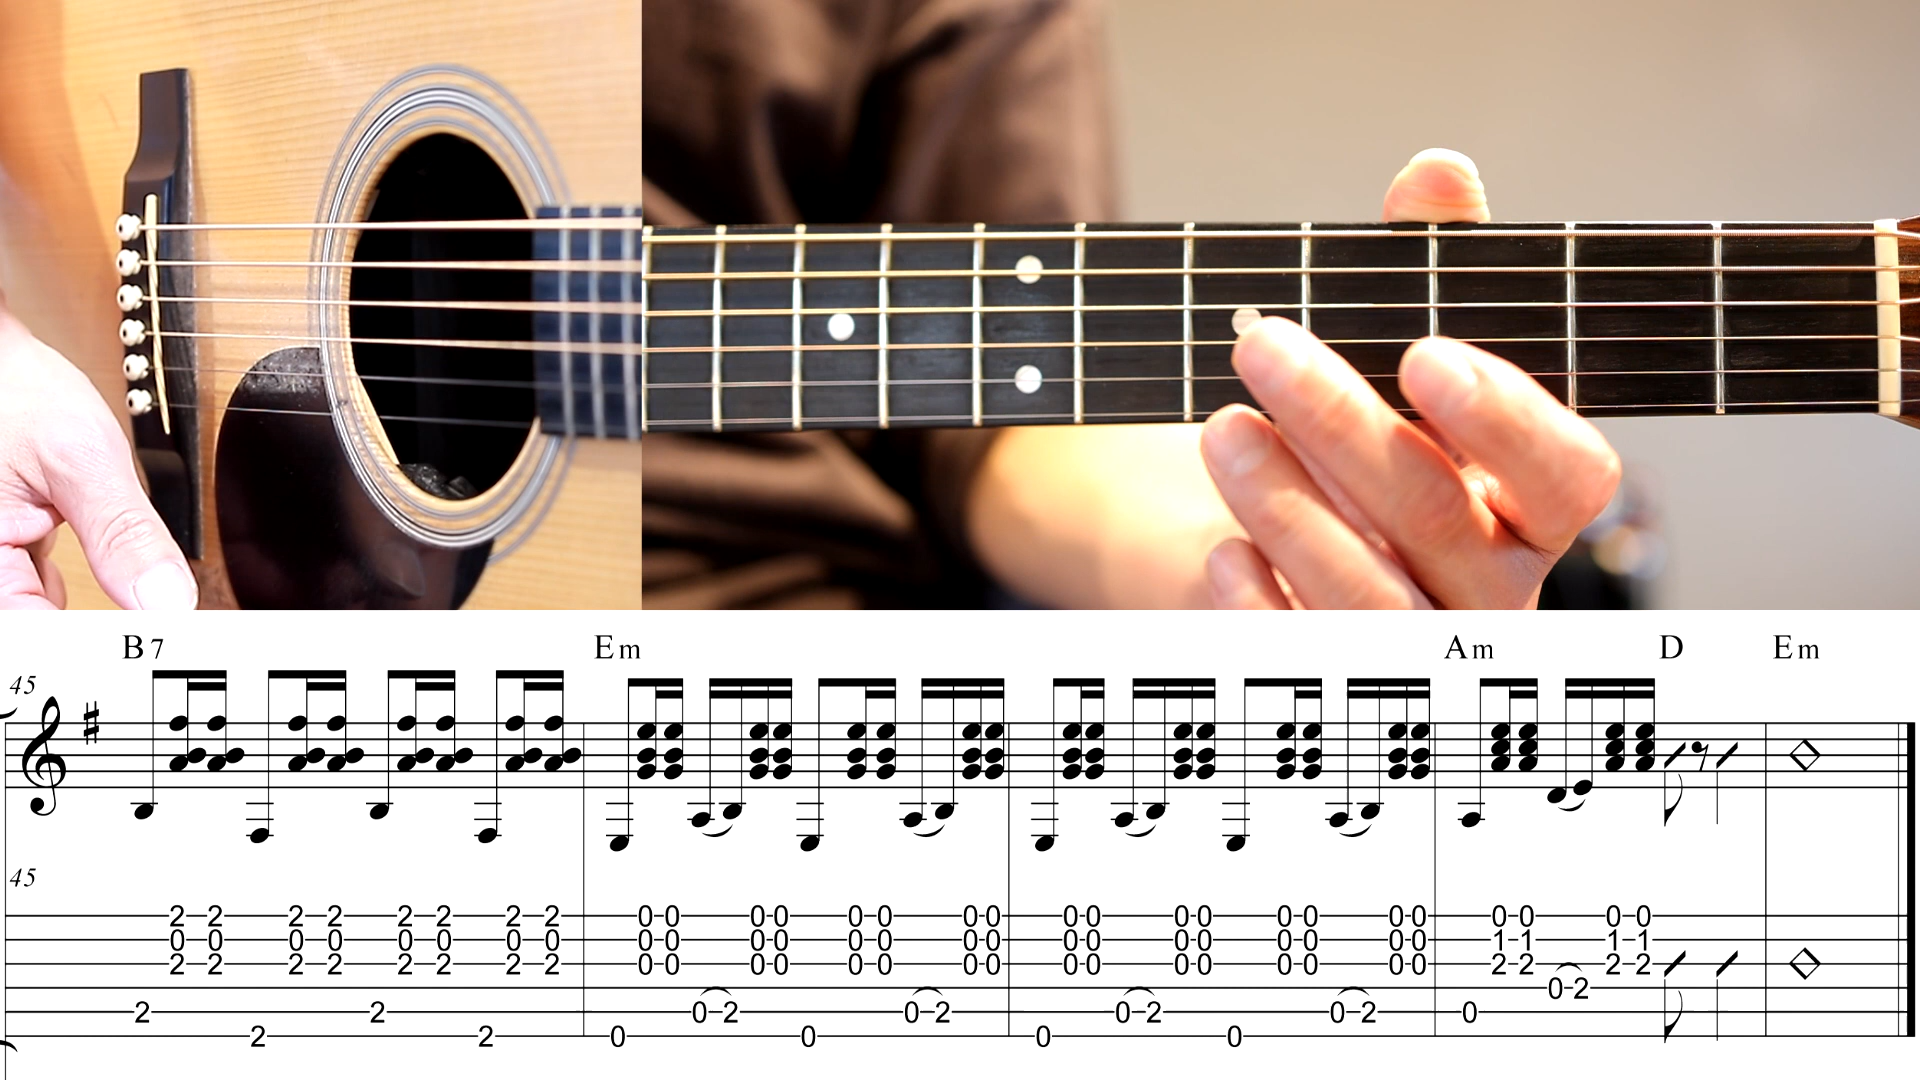 B7 Em Am D Em
45
45
2 2 2 2 2 2 2 2 0 0 0 0 0 0 0 0 0 0 0 0 0 0 0 0 0 0
0 0 0 0 0 0 0 0 0 0 0 0 0 0 0 0 0 0 0 0 0 0 0 0 1 1 1 1
2 2 2 2 2 2 2 2 0 0 0 0 0 0 0 0 0 0 0 0 0 0 0 0 2 2 2 2
0 2
2 2 0 2 0 2 0 2 0 2 0
2 2 0 0 0 0